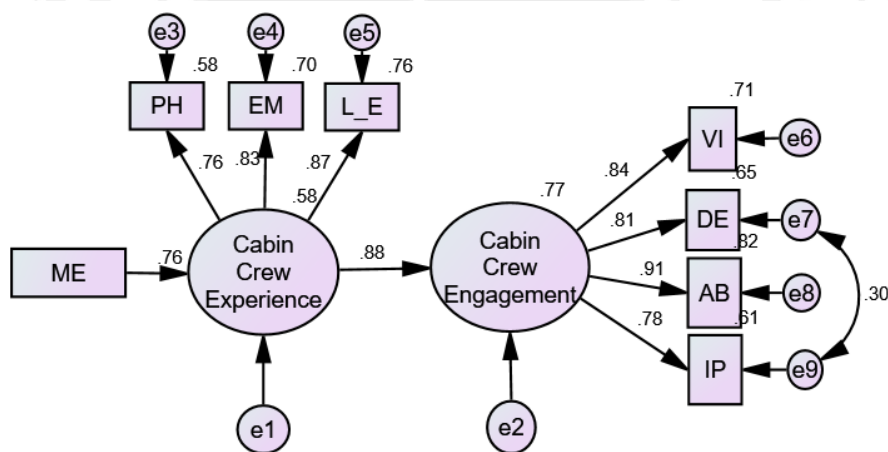 e3
e4
e5
.58
.70
.76
PH
EM
L_E
.71
VI
e6
.76
.83
.87
.84
.65
.58
.77
DE
e7
Cabin
Crew
Experience
Cabin
Crew
Engagement
.81
.82
ME
.76
.88
.91
AB
e8
.30
.61
.78
IP
e9
e1
e2